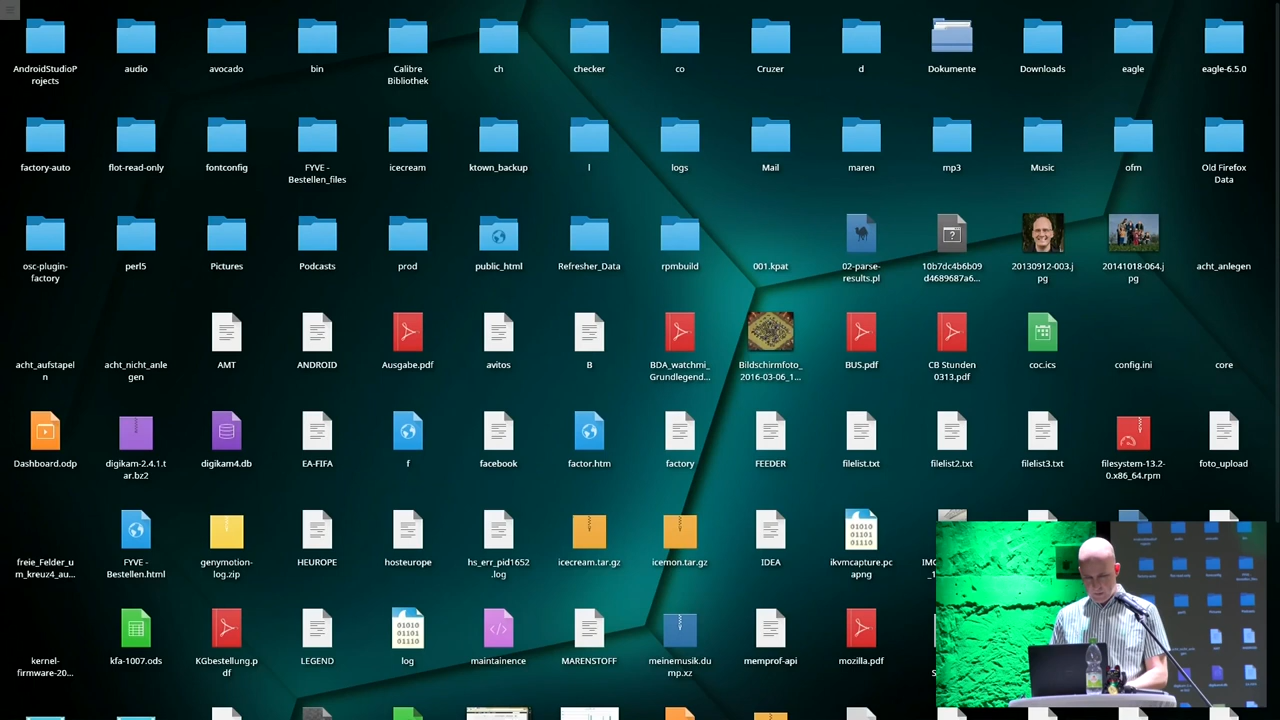 AndroidStudioP
rojects
audio
avocado
bin
Calibre
Bibliothek
ch
checker
co
Cruzer
d
Dokumente
Downloads
eagle
eagle-6.5.0
factory-auto
flot-read-only
fontconfig
FYVE -
Bestellen_files
icecream
ktown_backup
l
logs
Mail
maren
mp3
Music
ofm
Old Firefox
Data
osc-plugin-
factory
perl5
Pictures
Podcasts
prod
public_html
Refresher_Data
rpmbuild
001.kpat
02-parse-
results.pl
10b7dc4b6b09
d4689687a6...
20130912-003.j
pg
20141018-064.j
pg
acht_anlegen
acht_aufstapel
n
acht_nicht_anle
gen
AMT
ANDROID
Ausgabe.pdf
avitos
B
BDA_watchmi_
Grundlegend...
Bildschirmfoto_
2016-03-06_1...
BUS.pdf
CB Stunden
0313.pdf
coc.ics
config.ini
core
Dashboard.odp
digikam-2.4.1.t
ar.bz2
digikam4.db
EA-FIFA
f
facebook
factor.htm
factory
FEEDER
filelist.txt
filelist2.txt
filelist3.txt
filesystem-13.2-
0.x86_64.rpm
foto_upload
freie_Felder_u
m_kreuz4_au...
FYVE -
Bestellen.html
genymotion-
log.zip
HEUROPE
hosteurope
hs_err_pid1652
.log
icecream.tar.gz
icemon.tar.gz
IDEA
01010
01101
01110
ikvmcapture.pc
apng
kernel-
firmware-20...
kfa-1007.ods
KGbestellung.p
df
LEGEND
01010
01101
01110
log
maintainence
MARENSTOFF
meinemusik.du
mp.xz
memprof-api
mozilla.pdf